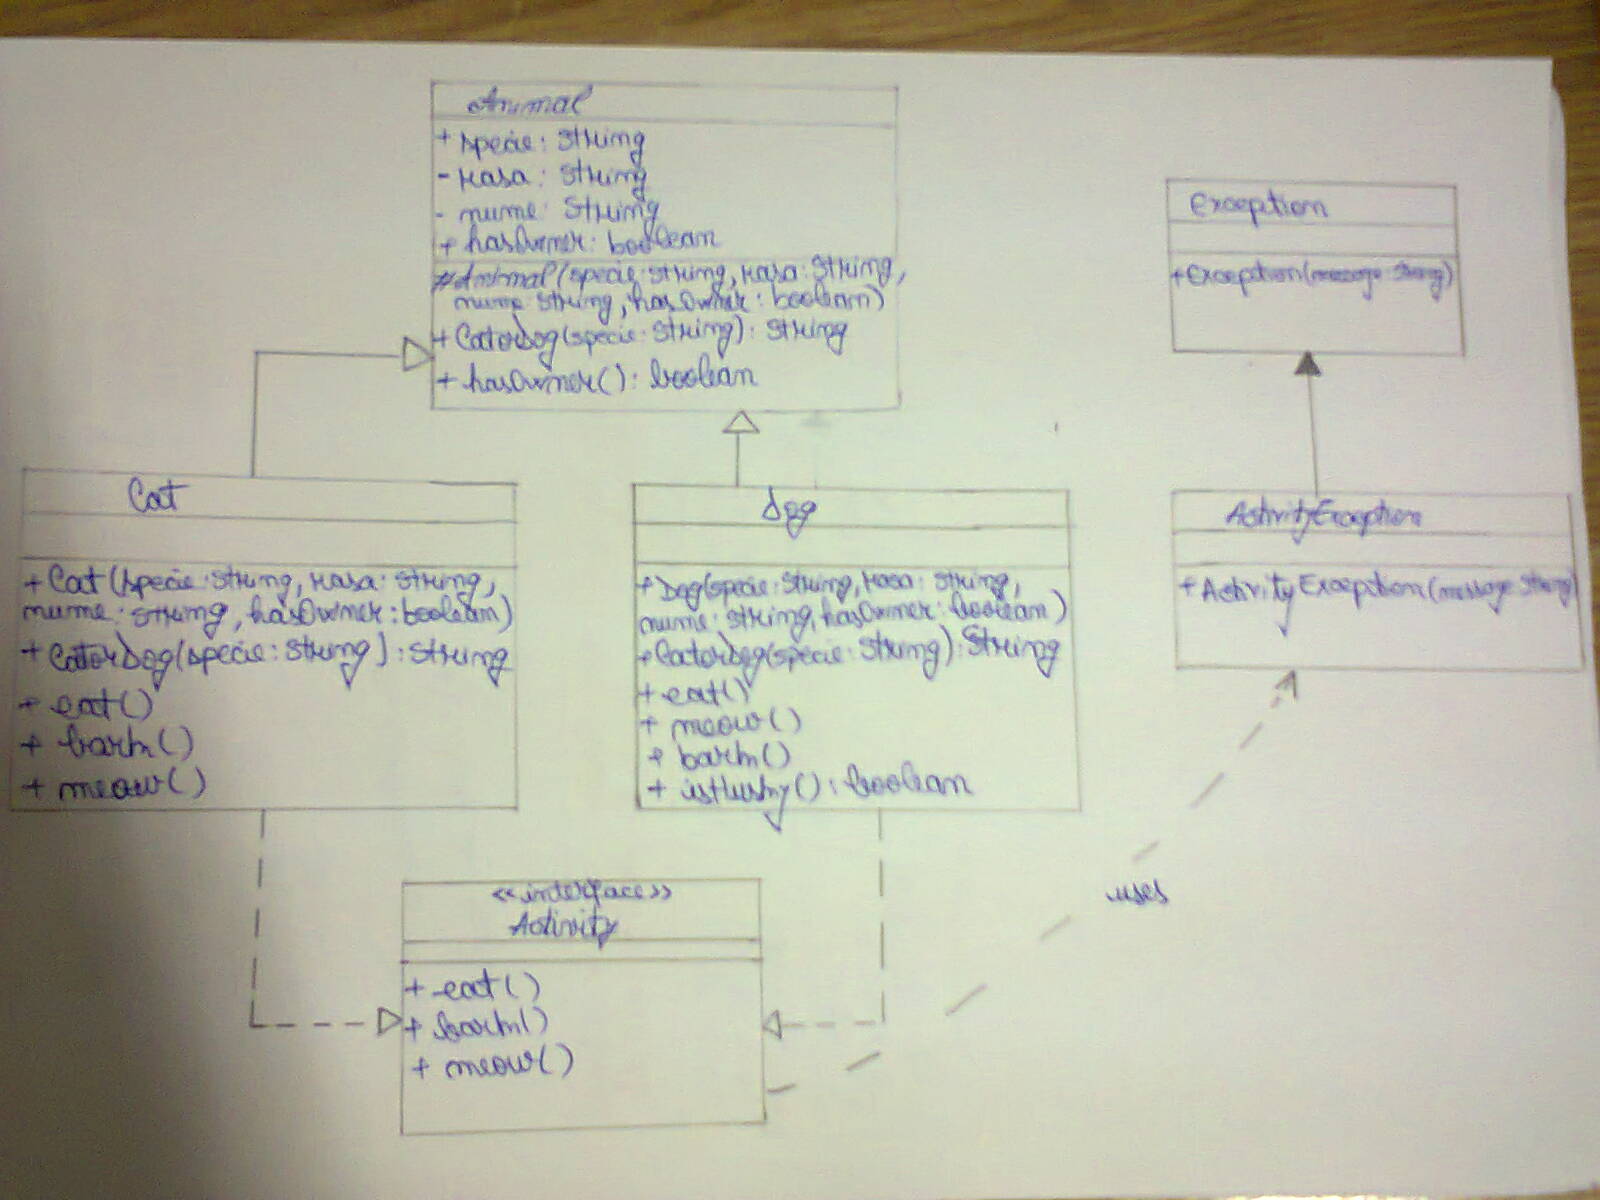 Animal
+ specie: String
- rasa: String
- nume: String
+ hasOwner: boolean
#Animal(specie:String, rasa:String,
nume:String, hasOwner:boolean)
+ CatorDog(specie:String): String
+ hasOwner(): boolean
Exception
+Exception(message:String)
Cat
+ Cat(specie:String, rasa:String,
nume:String, hasOwner:boolean)
+ CatorDog(specie:String): String
+ eat()
+ bark()
+ meow()
Dog
+ Dog(specie:String, rasa:String,
nume:String, hasOwner:boolean)
+CatorDog(specie:String):String
+ eat()
+ meow()
+ bark()
+ isHusky(): boolean
ActivityException
+ActivityException(message:String)
<<interface>>
Activity
+ eat()
+ bark()
+ meow()
uses